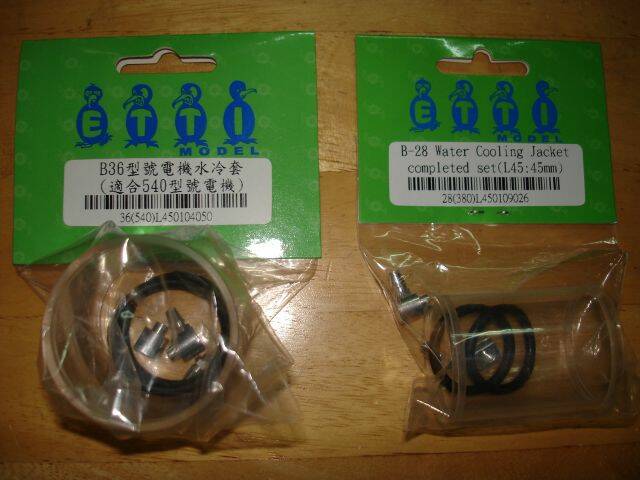 ETTI
MODEL
B36型號電機水冷套
(適合540型號電機)
36(540)L450104050
ETTI
MODEL
B-28 Water Cooling Jacket
completed set(L45:45mm)
28(380)L450109026